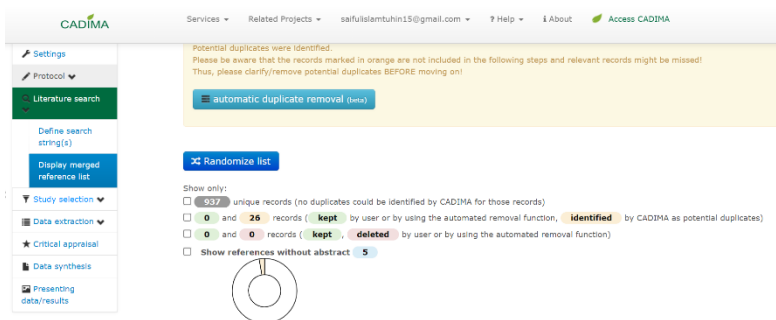 CADIMA
Services Related Projects saifulislamtuhin15@gmail.com ? Help i About Access CADIMA
Settings
Protocol
Literature search
Define search
string(s)
Display merged
reference list
Study selection
Data extraction
Critical appraisal
Data synthesis
Presenting
data/results
Potential duplicates were identified.
Please be aware that the records marked in orange are not included in the following steps and relevant records might be missed!
Thus, please clarify/remove potential duplicates BEFORE moving on!
automatic duplicate removal (beta)
Randomize list
Show only:
937 unique records (no duplicates could be identified by CADIMA for those records)
0 and 26 records ( kept by user or by using the automated removal function, identified by CADIMA as potential duplicates)
0 and 0 records ( kept , deleted by user or by using the automated removal function)
Show references without abstract 5